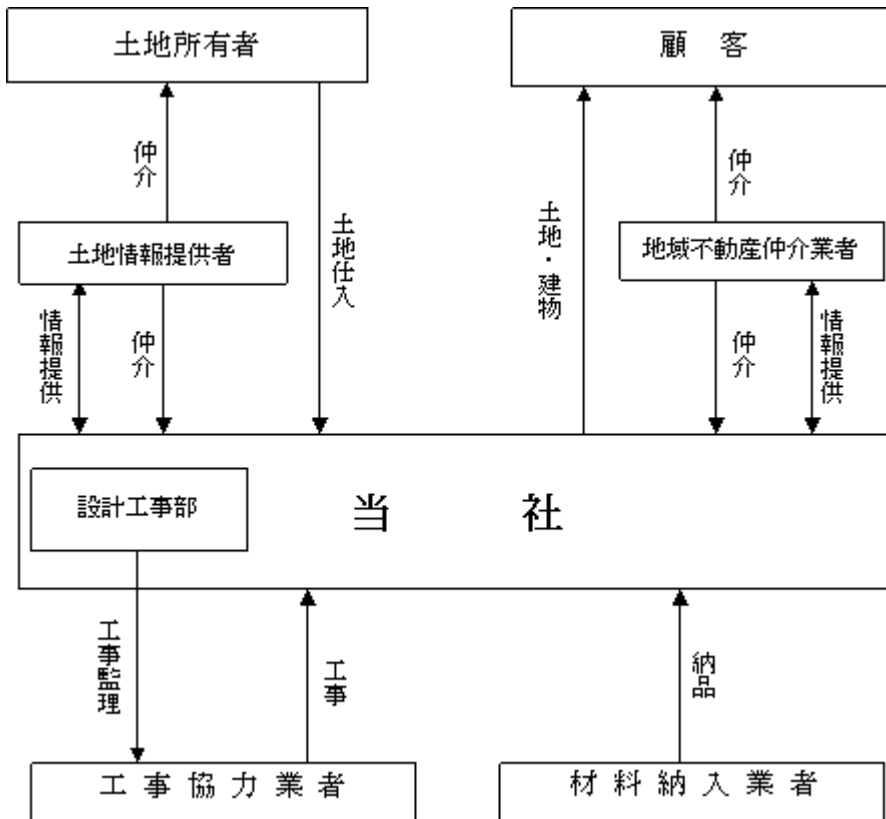 土地所有者
顧 客
仲介
仲介
土地仕入
土地・建物
土地情報提供者
地域不動産仲介業者
情報提供
仲介
仲介
情報提供
設計工事部
当 社
工事監理
工事
納品
工事協力業者
材料納入業者